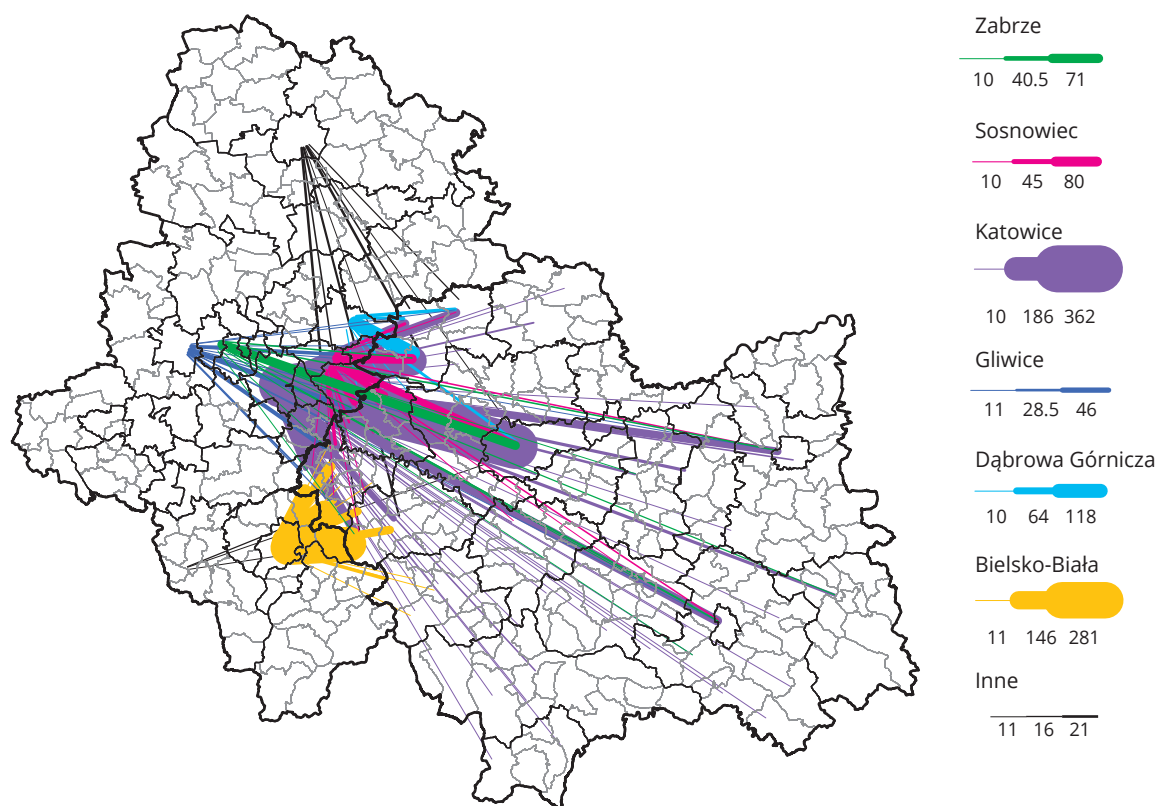 Zabrze
10 40.5 71
Sosnowiec
10 45 80
Katowice
10 186 362
Gliwice
11 28.5 46
Dąbrowa Górnicza
10 64 118
Bielsko-Biała
11 146 281
Inne
11 16 21